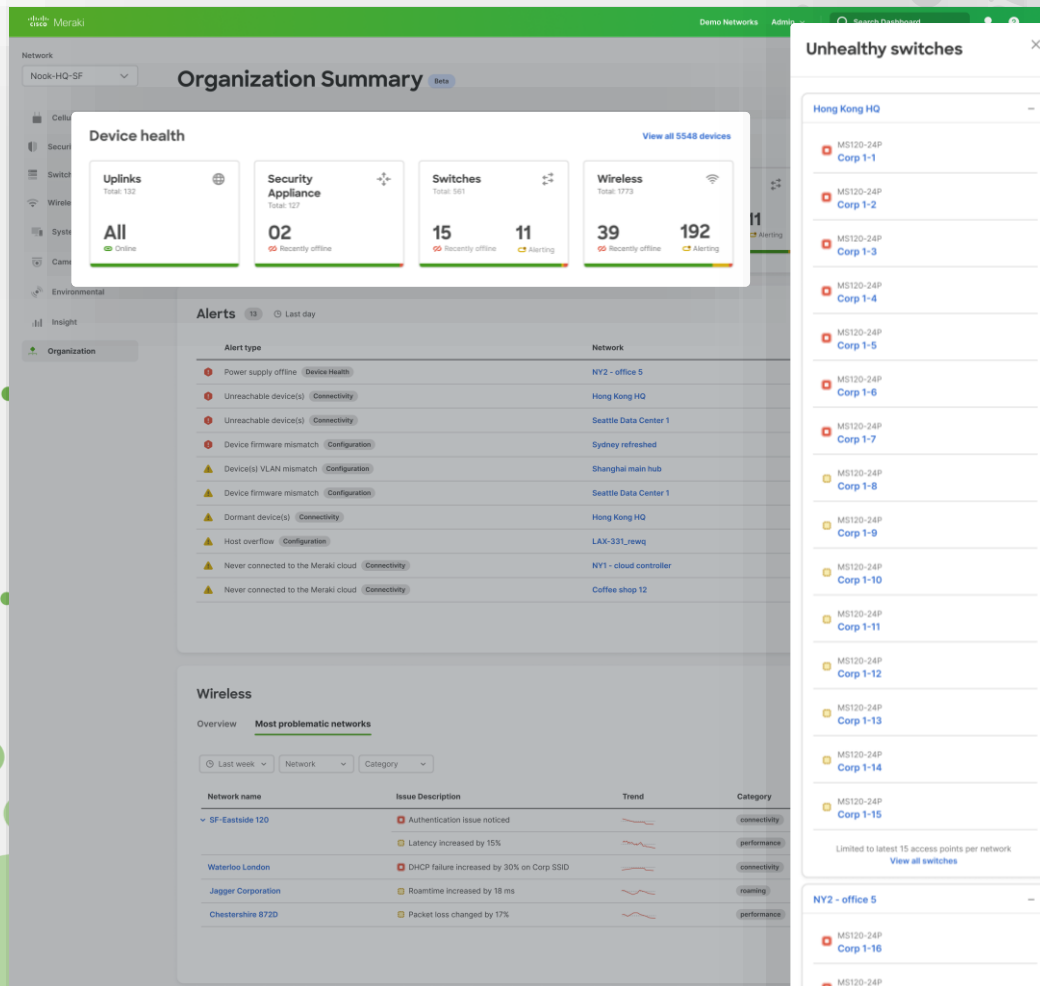 cisco Meraki
Demo Networks Admin Search Dashboard
Network
Nook-HQ-SF
Organization Summary Beta
Environmental
Insight
Organization
Device health
View all 5548 devices
Uplinks
Total: 132
All
Online
Security
Appliance
Total: 127
02
Recently offline
Switches
Total: 561
15 11
Recently offline Alerting
Wireless
Total: 1773
39 192
Recently offline Alerting
11
Alerting
Alerts 13 Last day
Alert type Network
Power supply offline Device Health NY2 - office 5
Unreachable device(s) Connectivity Hong Kong HQ
Unreachable device(s) Connectivity Seattle Data Center 1
Device firmware mismatch Configuration Sydney refreshed
Device(s) VLAN mismatch Configuration Shanghai main hub
Device firmware mismatch Configuration Seattle Data Center 1
Dormant device(s) Connectivity Hong Kong HQ
Host overflow Configuration LAX-331_rewq
Never connected to the Meraki cloud Connectivity NY1 - cloud controller
Never connected to the Meraki cloud Connectivity Coffee shop 12
Wireless
Overview Most problematic networks
Last week Network Category
Network name Issue Description Trend Category
SF-Eastside 120 Authentication issue noticed connectivity
Latency increased by 15% performance
Waterloo London DHCP failure increased by 30% on Corp SSID connectivity
Jagger Corporation Roamtime increased by 18 ms roaming
Chestershire 872D Packet loss changed by 17% performance
Unhealthy switches
Hong Kong HQ
MS120-24P
Corp 1-1
MS120-24P
Corp 1-2
MS120-24P
Corp 1-3
MS120-24P
Corp 1-4
MS120-24P
Corp 1-5
MS120-24P
Corp 1-6
MS120-24P
Corp 1-7
MS120-24P
Corp 1-8
MS120-24P
Corp 1-9
MS120-24P
Corp 1-10
MS120-24P
Corp 1-11
MS120-24P
Corp 1-12
MS120-24P
Corp 1-13
MS120-24P
Corp 1-14
MS120-24P
Corp 1-15
Limited to latest 15 access points per network
View all switches
NY2 - office 5
MS120-24P
Corp 1-16
MS120-24P